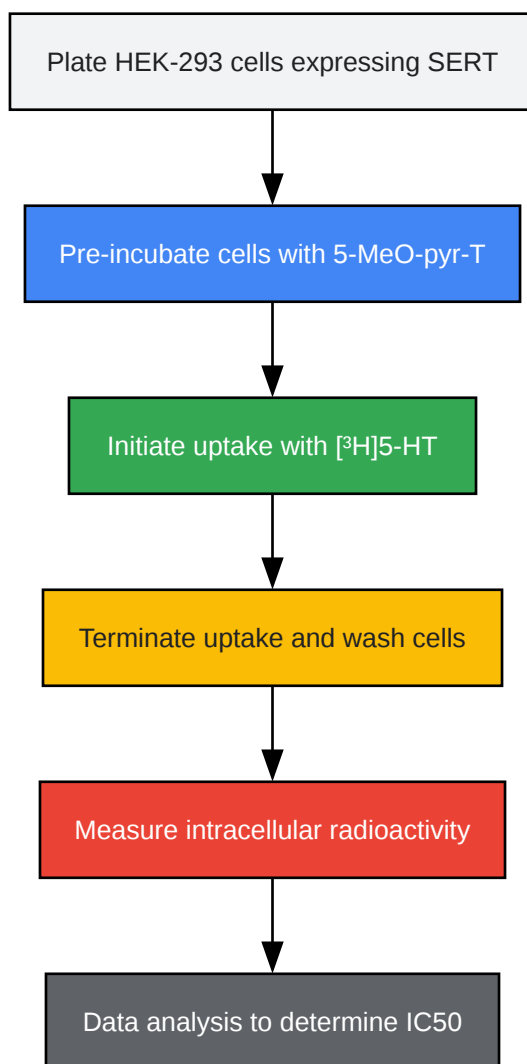 Plate HEK-293 cells expressing SERT
Pre-incubate cells with 5-MeO-pyr-T
Initiate uptake with [³H]5-HT
Terminate uptake and wash cells
Measure intracellular radioactivity
Data analysis to determine IC50